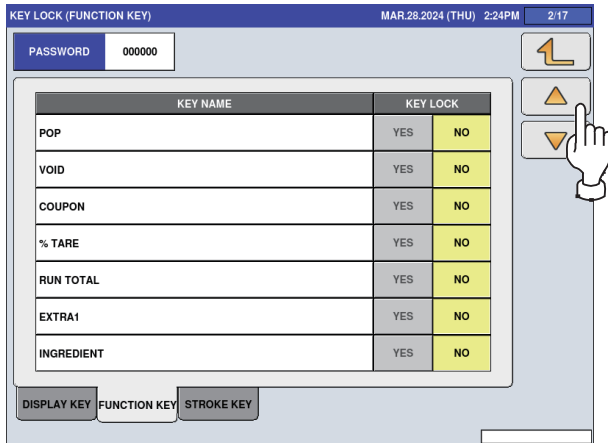 KEY LOCK (FUNCTION KEY) MAR.28.2024 (THU) 2:24PM 2/17
PASSWORD 000000
KEY NAME KEY LOCK
POP YES NO
VOID YES NO
COUPON YES NO
% TARE YES NO
RUN TOTAL YES NO
EXTRA1 YES NO
INGREDIENT YES NO
DISPLAY KEY FUNCTION KEY STROKE KEY